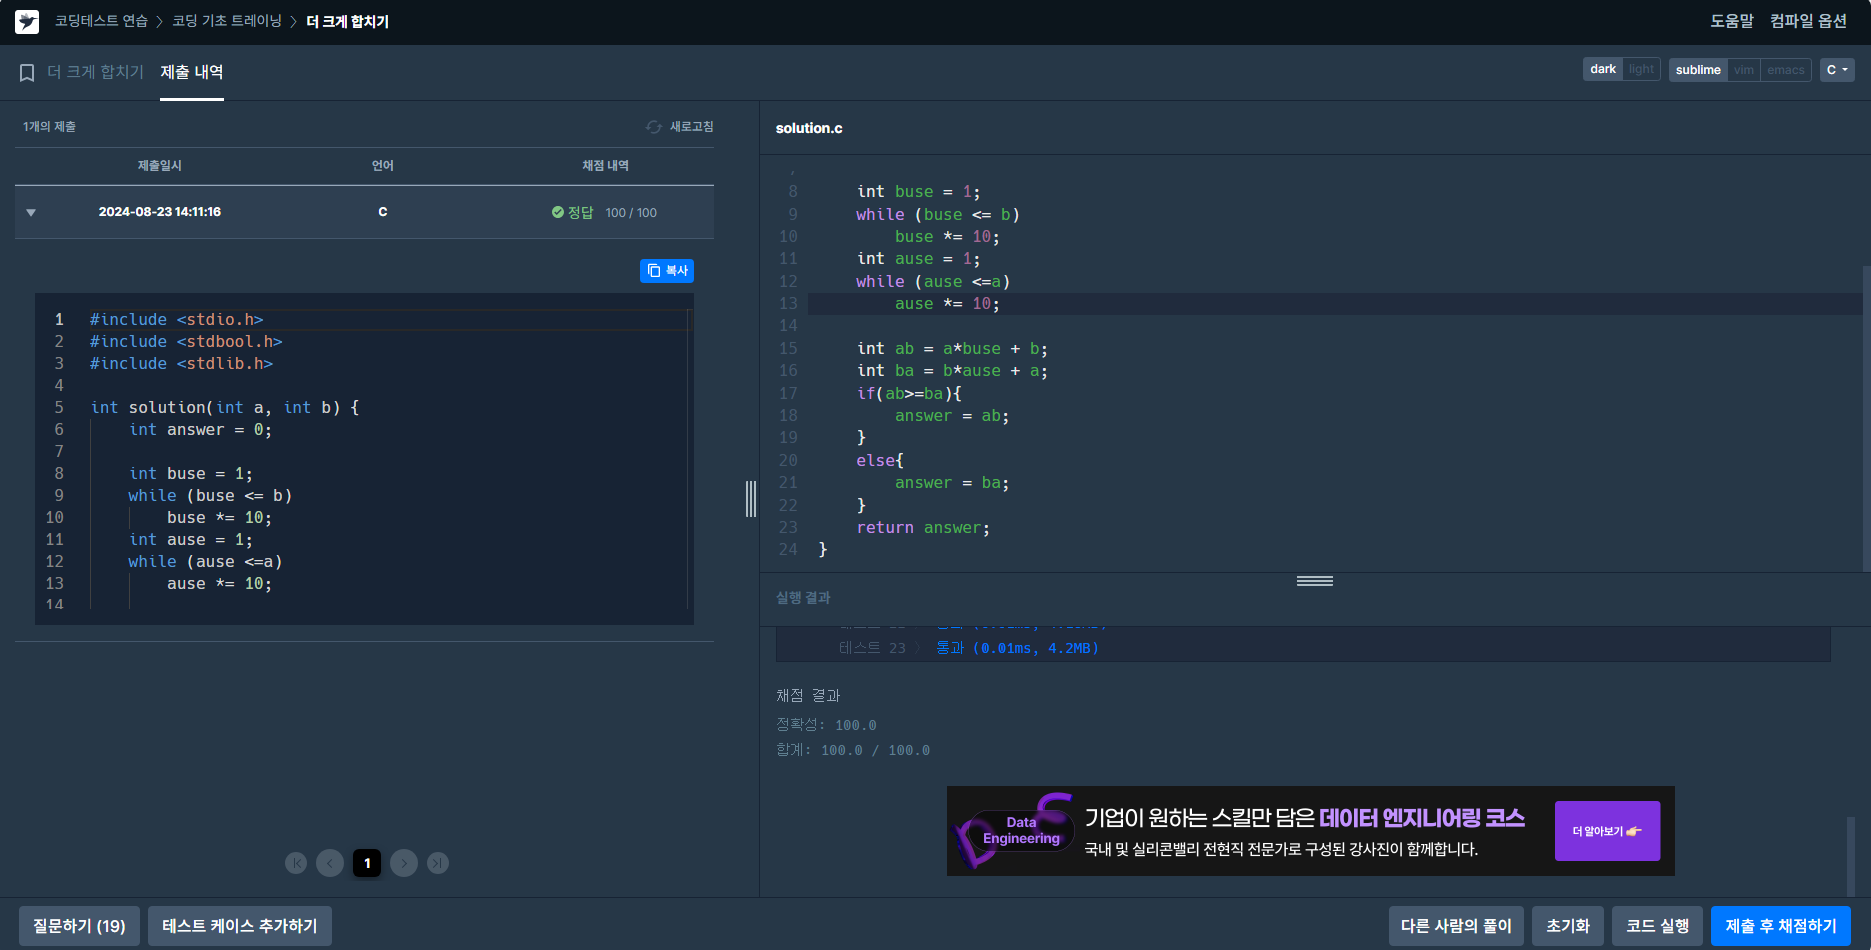 코딩테스트 연습 > 코딩 기초 트레이닝 > 더 크게 합치기
도움말 컴파일 옵션
더 크게 합치기 제출 내역
dark light sublime vim emacs C
1개의 제출 새로고침
제출일시 언어 채점 내역
2024-08-23 14:11:16 C 정답 100 / 100
복사
1 #include <stdio.h>
2 #include <stdbool.h>
3 #include <stdlib.h>
4
5 int solution(int a, int b) {
6 int answer = 0;
7
8 int buse = 1;
9 while (buse <= b)
10 buse *= 10;
11 int ause = 1;
12 while (ause <=a)
13 ause *= 10;
14
1
solution.c
8 int buse = 1;
9 while (buse <= b)
10 buse *= 10;
11 int ause = 1;
12 while (ause <=a)
13 ause *= 10;
14
15 int ab = a*buse + b;
16 int ba = b*ause + a;
17 if(ab>=ba){
18 answer = ab;
19 }
20 else{
21 answer = ba;
22 }
23 return answer;
24 }
실행 결과
테스트 23 > 통과 (0.01ms, 4.2MB)
채점 결과
정확성: 100.0
합계: 100.0 / 100.0
Data
Engineering
기업이 원하는 스킬만 담은 데이터 엔지니어링 코스
국내 및 실리콘밸리 전현직 전문가로 구성된 강사진이 함께합니다.
더 알아보기 👉
질문하기 (19) 테스트 케이스 추가하기
다른 사람의 풀이 초기화 코드 실행 제출 후 채점하기